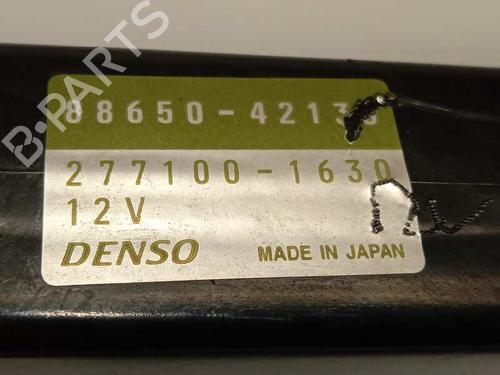 B-PARTS
88650-4213
277100-1630
12V
DENSO MADE IN JAPAN